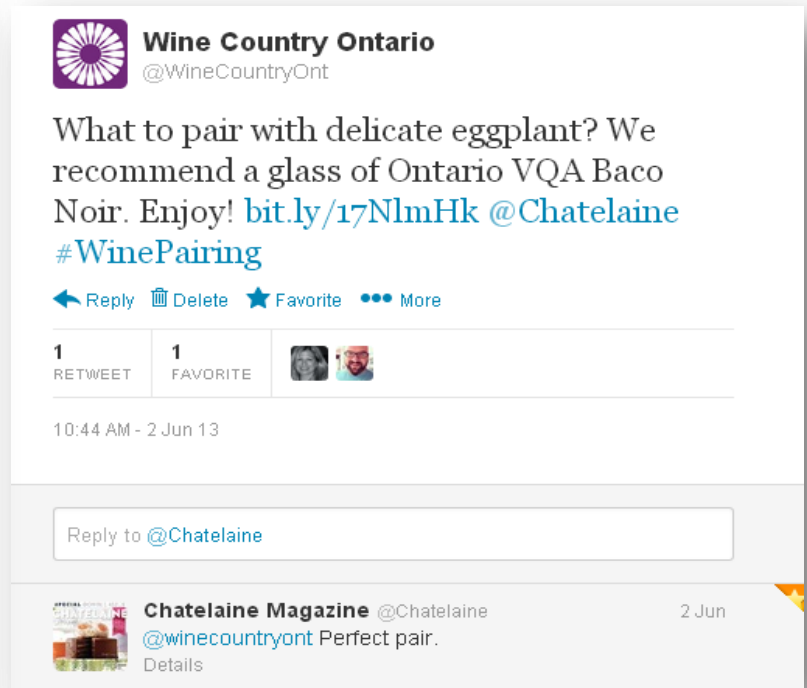 Wine Country Ontario
@WineCountryOnt
What to pair with delicate eggplant? We
recommend a glass of Ontario VQA Baco
Noir. Enjoy! bit.ly/17NlmHk @Chatelaine
#WinePairing
Reply Delete Favorite More
1 1
RETWEET FAVORITE
10:44 AM - 2 Jun 13
Reply to @Chatelaine
Chatelaine Magazine @Chatelaine 2 Jun
@winecountryont Perfect pair.
Details